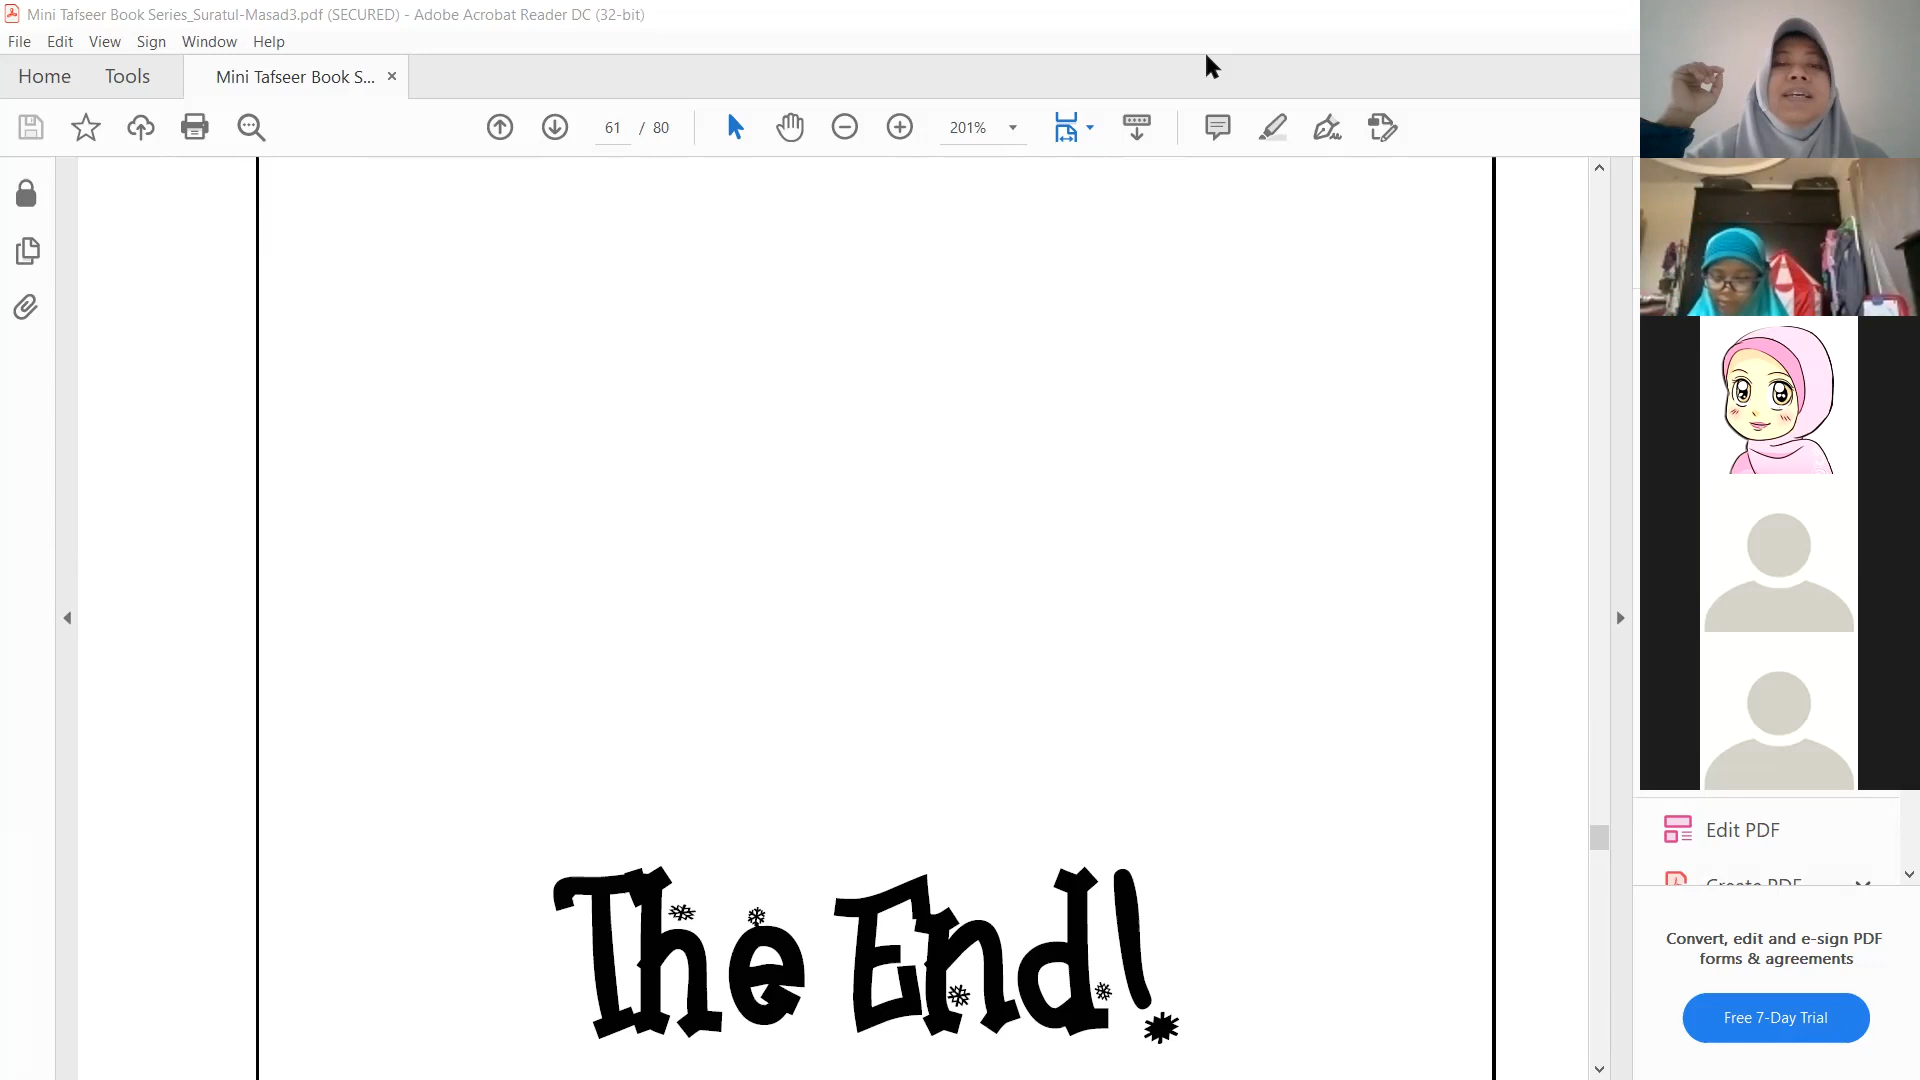 Mini Tafseer Book Series_Suratul-Masad3.pdf (SECURED) - Adobe Acrobat Reader DC (32-bit)
File Edit View Sign Window Help
Home Tools Mini Tafseer Book S... ×
61 / 80 201%
The End!
Edit PDF
Create PDF
Convert, edit and e-sign PDF
forms & agreements
Free 7-Day Trial